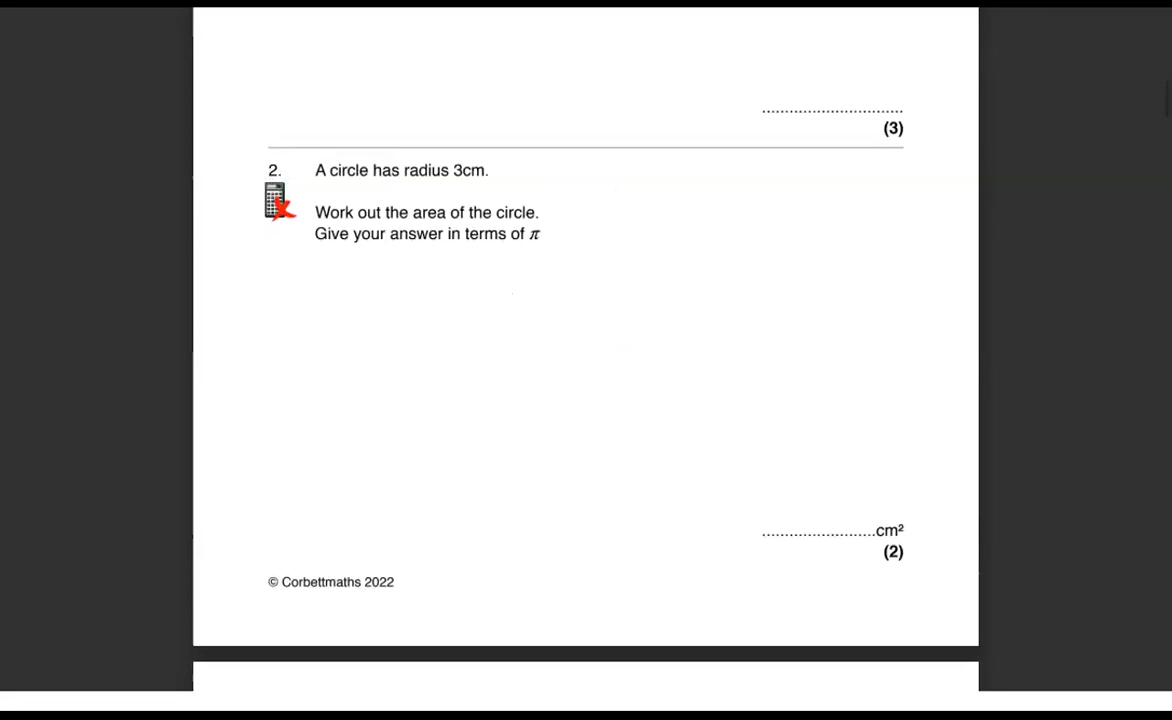 ..............................
(3)
2. A circle has radius 3cm.
Work out the area of the circle.
Give your answer in terms of π
........................cm²
(2)
© Corbettmaths 2022